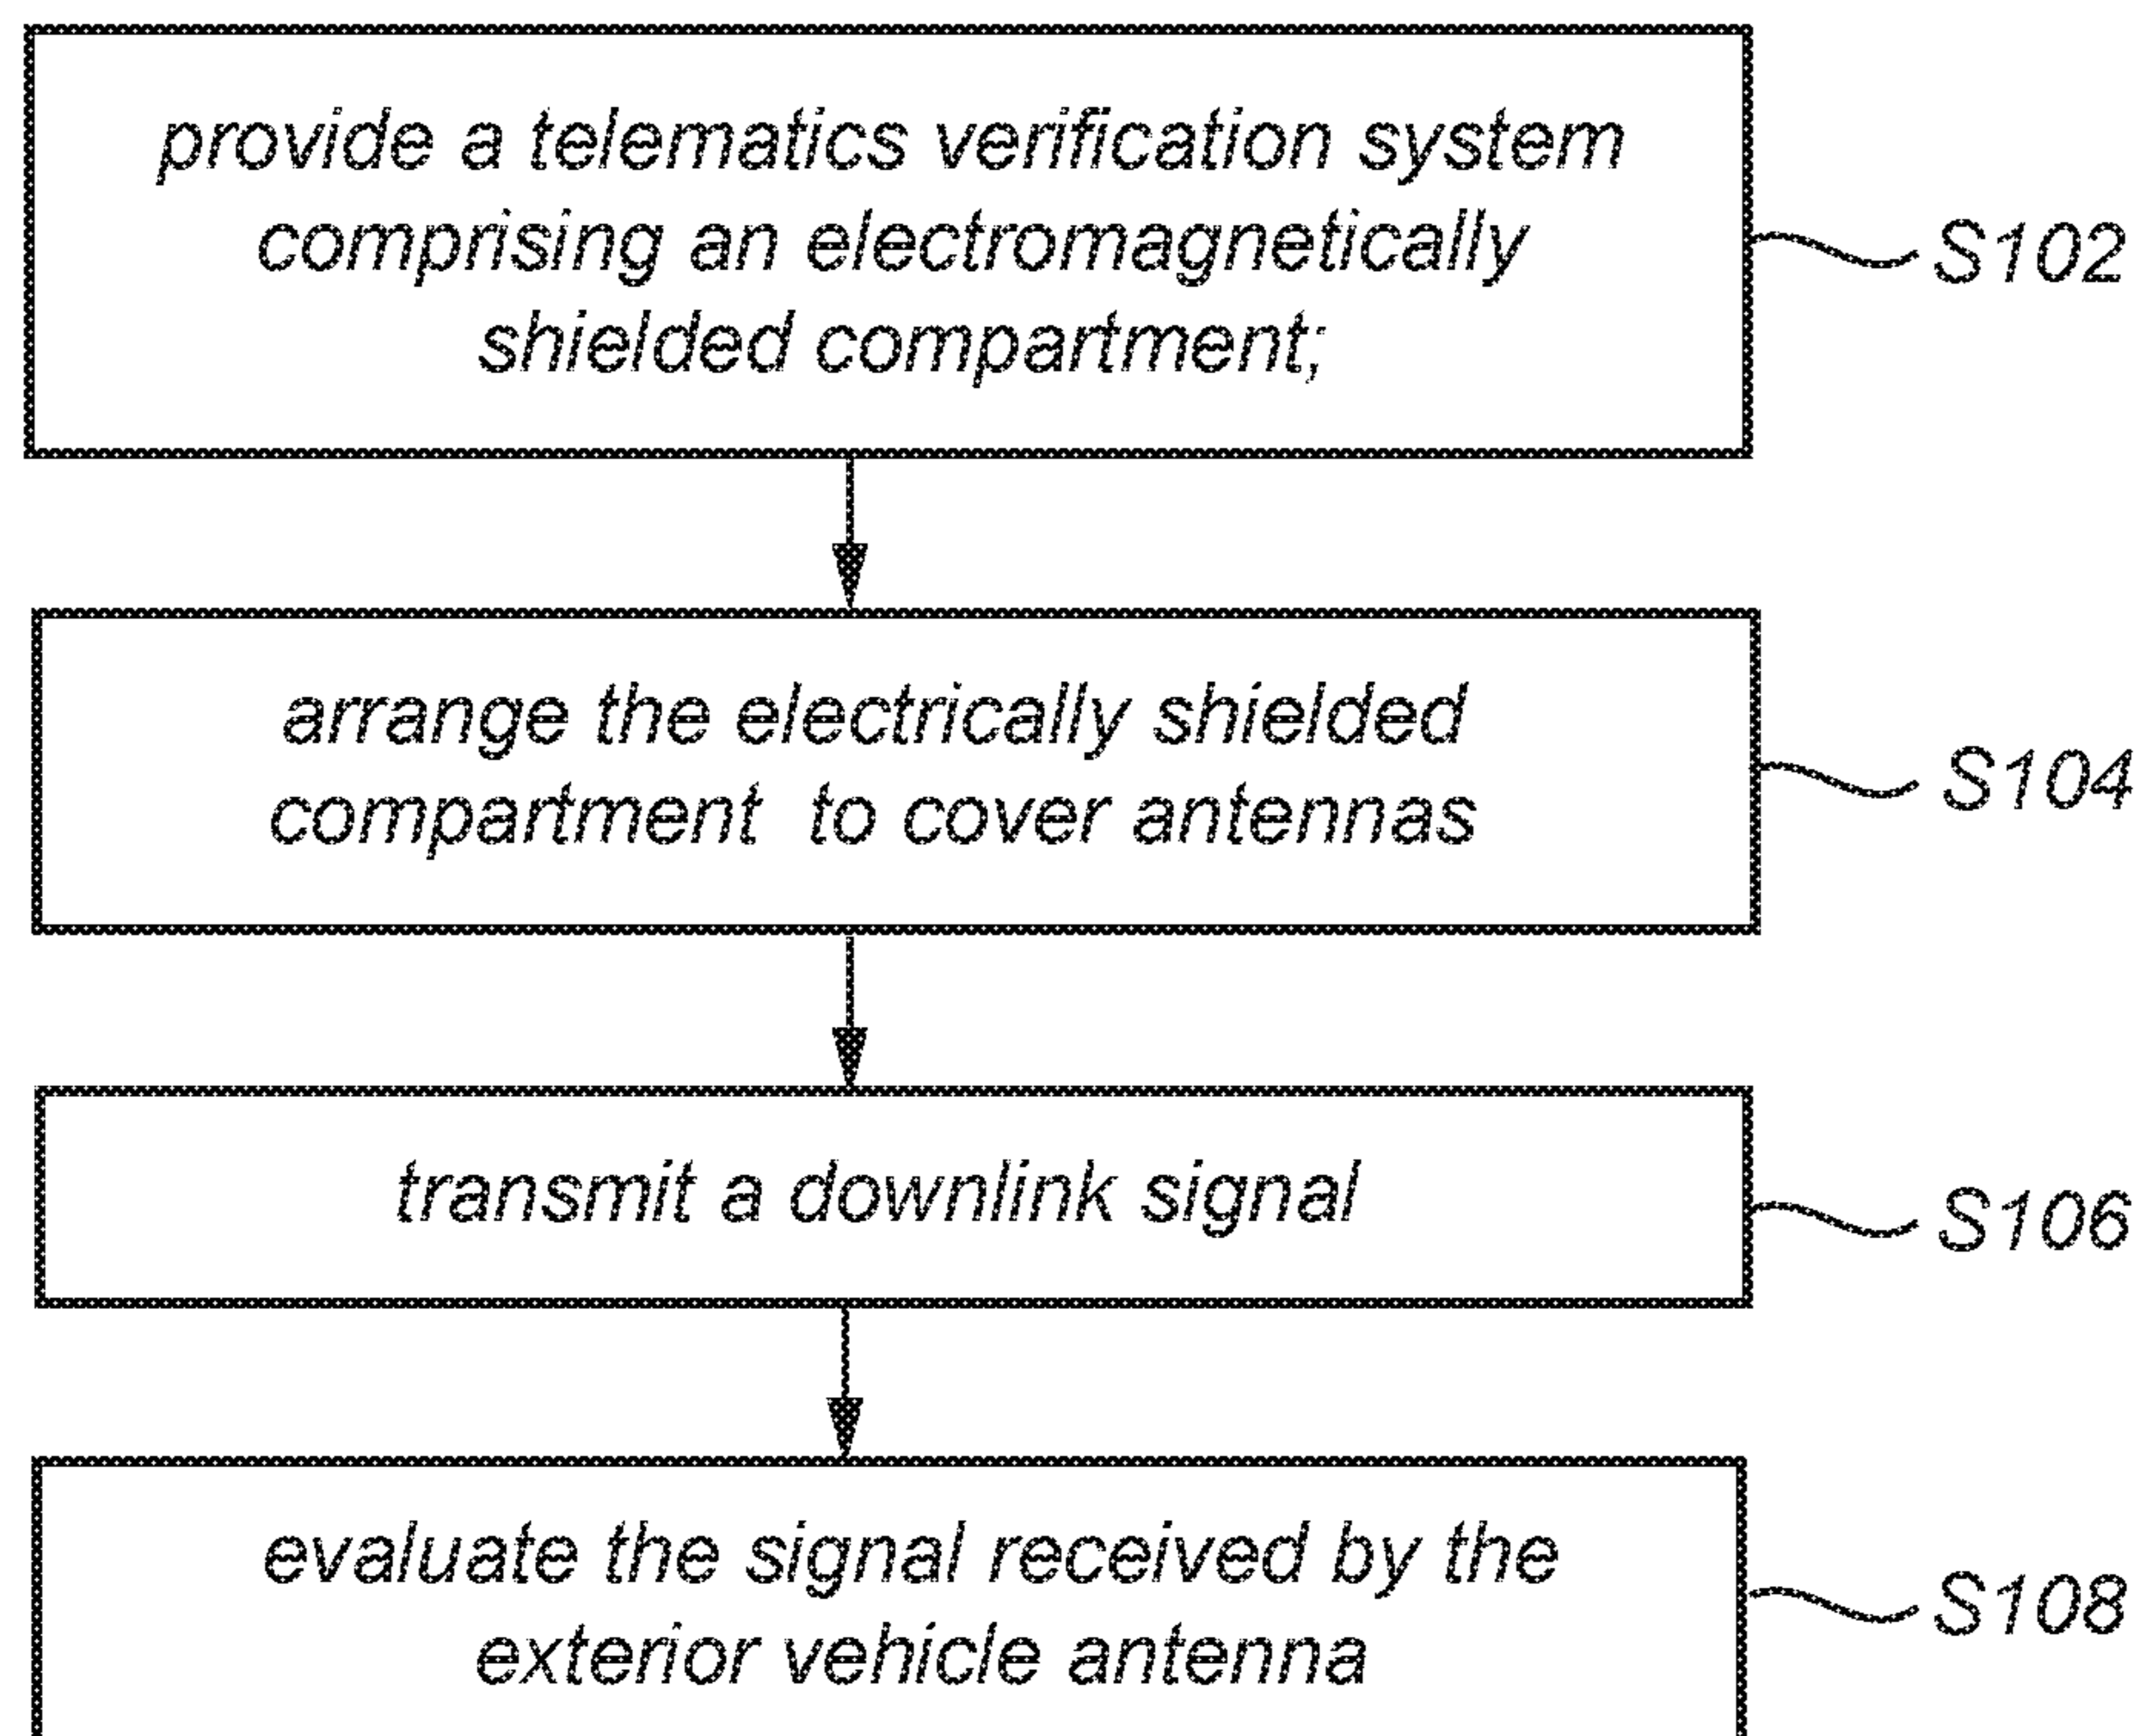 provide a telematics verification system
comprising an electromagnetically
shielded compartment;
S102
arrange the electrically shielded
compartment to cover antennas
S104
transmit a downlink signal
S106
evaluate the signal received by the
exterior vehicle antenna
S108